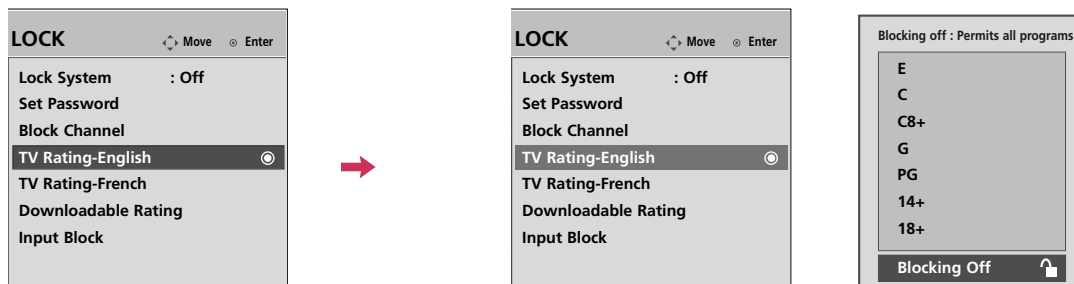 LOCK Move Enter
Lock System : Off
Set Password
Block Channel
TV Rating-English
TV Rating-French
Downloadable Rating
Input Block
LOCK Move Enter
Lock System : Off
Set Password
Block Channel
TV Rating-English
TV Rating-French
Downloadable Rating
Input Block
Blocking off : Permits all programs
E
C
C8+
G
PG
14+
18+
Blocking Off